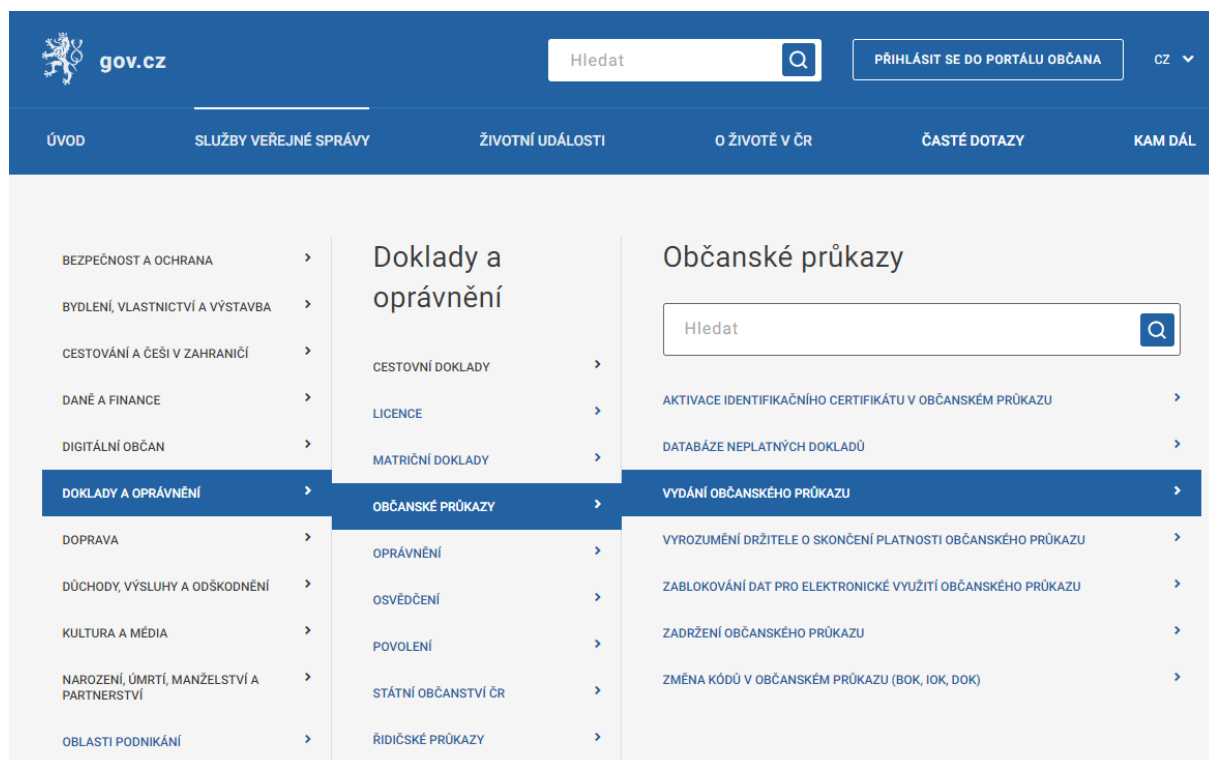 gov.cz
Hledat
PŘIHLÁSIT SE DO PORTÁLU OBČANA
CZ
ÚVOD
SLUŽBY VEŘEJNÉ SPRÁVY
ŽIVOTNÍ UDÁLOSTI
O ŽIVOTĚ V ČR
ČASTÉ DOTAZY
KAM DÁL
BEZPEČNOST A OCHRANA
BYDLENÍ, VLASTNICTVÍ A VÝSTAVBA
CESTOVÁNÍ A ČEŠI V ZAHRANIČÍ
DANĚ A FINANCE
DIGITÁLNÍ OBČAN
DOKLADY A OPRÁVNĚNÍ
DOPRAVA
DŮCHODY, VÝSLUHY A ODŠKODNĚNÍ
KULTURA A MÉDIA
NAROZENÍ, ÚMRTÍ, MANŽELSTVÍ A
PARTNERSTVÍ
OBLASTI PODNIKÁNÍ
Doklady a
oprávnění
CESTOVNÍ DOKLADY
LICENCE
MATRIČNÍ DOKLADY
OBČANSKÉ PRŮKAZY
OPRÁVNĚNÍ
OSVĚDČENÍ
POVOLENÍ
STÁTNÍ OBČANSTVÍ ČR
ŘIDIČSKÉ PRŮKAZY
Občanské průkazy
Hledat
AKTIVACE IDENTIFIKAČNÍHO CERTIFIKÁTU V OBČANSKÉM PRŮKAZU
DATABÁZE NEPLATNÝCH DOKLADŮ
VYDÁNÍ OBČANSKÉHO PRŮKAZU
VYROZUMĚNÍ DRŽITELE O SKONČENÍ PLATNOSTI OBČANSKÉHO PRŮKAZU
ZABLOKOVÁNÍ DAT PRO ELEKTRONICKÉ VYUŽITÍ OBČANSKÉHO PRŮKAZU
ZADRŽENÍ OBČANSKÉHO PRŮKAZU
ZMĚNA KÓDŮ V OBČANSKÉM PRŮKAZU (BOK, IOK, DOK)